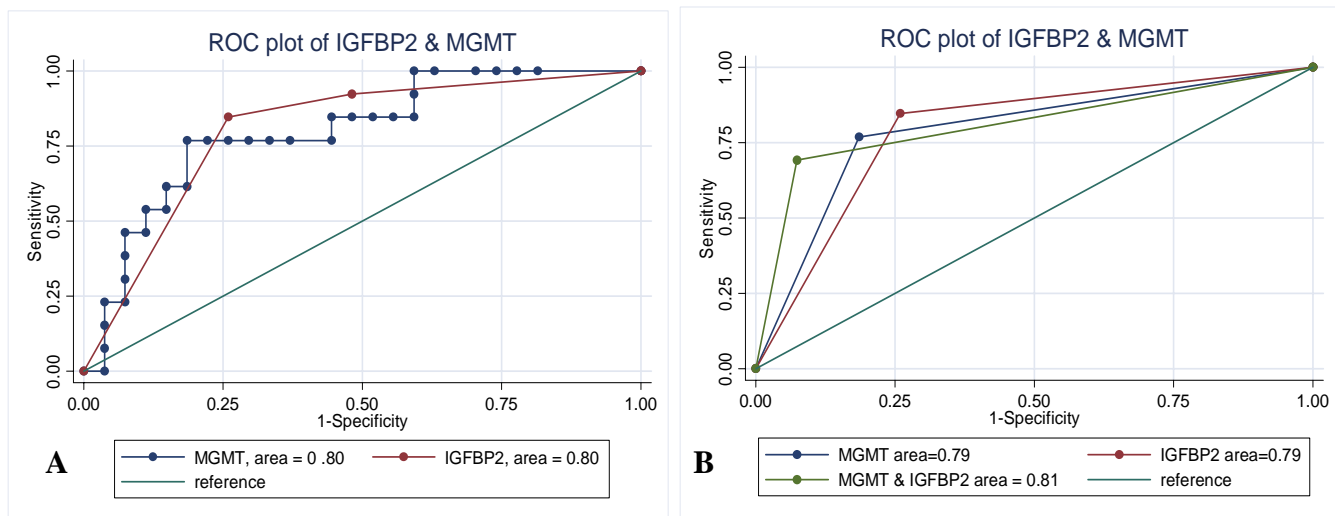 ROC plot of IGFBP2 & MGMT
Sensitivity
1.00
0.75
0.50
0.25
0.00
0.00 0.25 0.50 0.75 1.00
1-Specificity
A
MGMT, area = 0 .80 IGFBP2, area = 0.80
reference
ROC plot of IGFBP2 & MGMT
Sensitivity
1.00
0.75
0.50
0.25
0.00
0.00 0.25 0.50 0.75 1.00
1-Specificity
B
MGMT area=0.79 IGFBP2 area=0.79
MGMT & IGFBP2 area = 0.81 reference